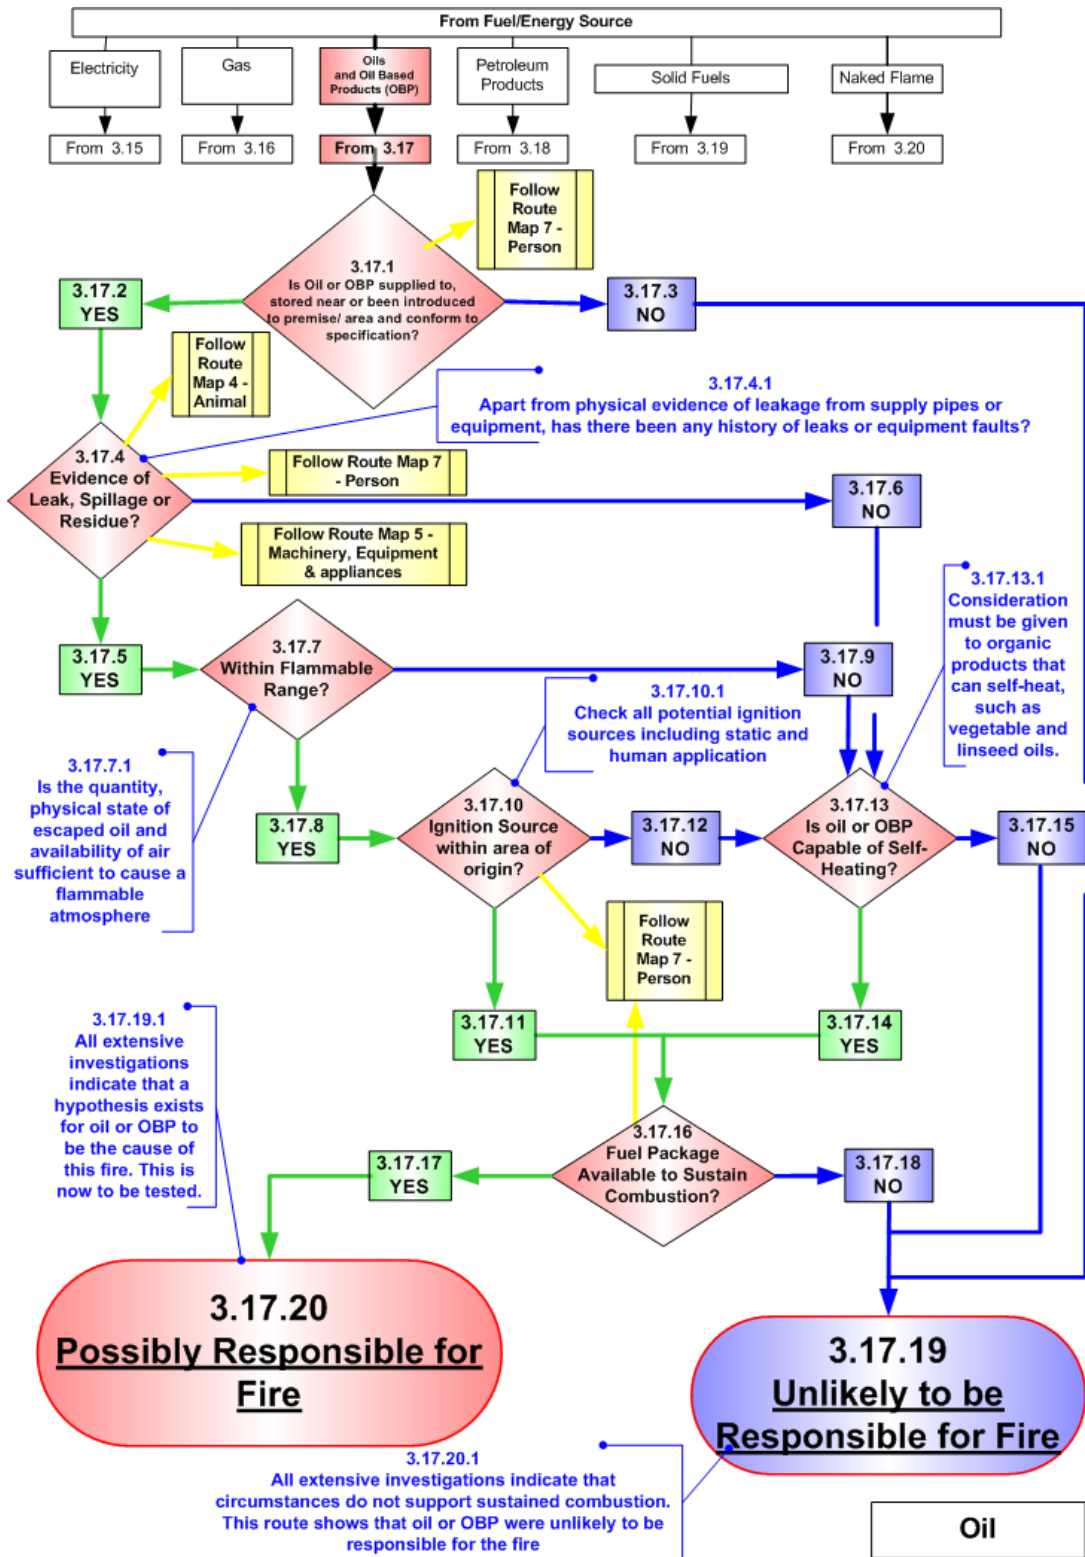 From Fuel/Energy Source
Electricity
Gas
Oils
and Oil Based
Products (OBP)
Petroleum
Products
Solid Fuels
Naked Flame
From 3.15
From 3.16
From 3.17
From 3.18
From 3.19
From 3.20
Follow
Route
Map 7 -
Person
3.17.1
Is Oil or OBP supplied to,
stored near or been introduced
to premise/ area and conform to
specification?
3.17.2
YES
3.17.3
NO
Follow
Route
Map 4 -
Animal
3.17.4.1
Apart from physical evidence of leakage from supply pipes or
equipment, has there been any history of leaks or equipment faults?
3.17.4
Evidence of
Leak, Spillage or
Residue?
Follow Route Map 7
- Person
3.17.6
NO
Follow Route Map 5 -
Machinery, Equipment
& appliances
3.17.13.1
Consideration
must be given
to organic
products that
can self-heat,
such as
vegetable and
linseed oils.
3.17.5
YES
3.17.7
Within Flammable
Range?
3.17.9
NO
3.17.10.1
Check all potential ignition
sources including static and
human application
3.17.7.1
Is the quantity,
physical state of
escaped oil and
availability of air
sufficient to cause a
flammable
atmosphere
3.17.8
YES
3.17.10
Ignition Source
within area of
origin?
3.17.12
NO
3.17.13
Is oil or OBP
Capable of Self-
Heating?
3.17.15
NO
Follow
Route
Map 7 -
Person
3.17.11
YES
3.17.14
YES
3.17.19.1
All extensive
investigations
indicate that a
hypothesis exists
for oil or OBP to
be the cause of
this fire. This is
now to be tested.
3.17.16
Fuel Package
Available to Sustain
Combustion?
3.17.17
YES
3.17.18
NO
3.17.20
Possibly Responsible for
Fire
3.17.19
Unlikely to be
Responsible for Fire
3.17.20.1
All extensive investigations indicate that
circumstances do not support sustained combustion.
This route shows that oil or OBP were unlikely to be
responsible for the fire
Oil